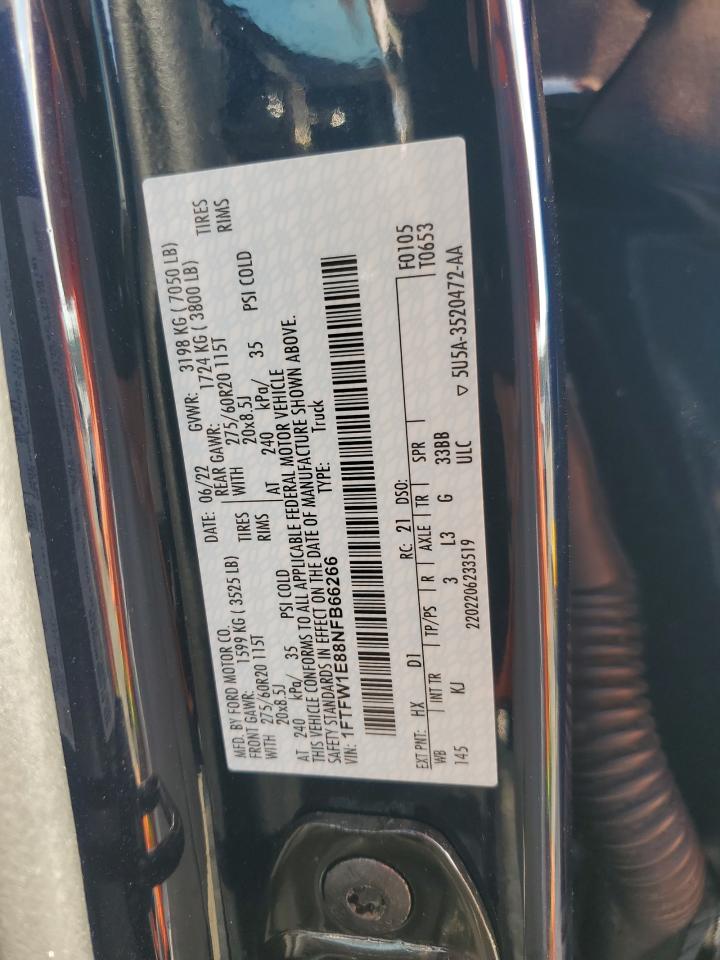 MFD. BY FORD MOTOR CO.
DATE: 06/22 GVWR: 3198 KG ( 7050 LB)
FRONT GAWR: 1599 KG ( 3525 LB) REAR GAWR: 1724 KG ( 3800 LB)
WITH 275/60R20 115T TIRES WITH 275/60R20 115T TIRES
20x8.5J RIMS 20x8.5J RIMS
AT 240 kPa/ 35 PSI COLD AT 240 kPa/ 35 PSI COLD
THIS VEHICLE CONFORMS TO ALL APPLICABLE FEDERAL MOTOR VEHICLE
SAFETY STANDARDS IN EFFECT ON THE DATE OF MANUFACTURE SHOWN ABOVE.
VIN: 1FTFW1E88NFB66266 TYPE: Truck
F0105
T0653
EXT PNT: HX D1 RC: 21 DSO:
WB INT TR TP/PS R AXLE TR SPR
145 KJ 3 L3 G 33BB
2202206233519 ULC
▽ 5U5A-3520472-AA